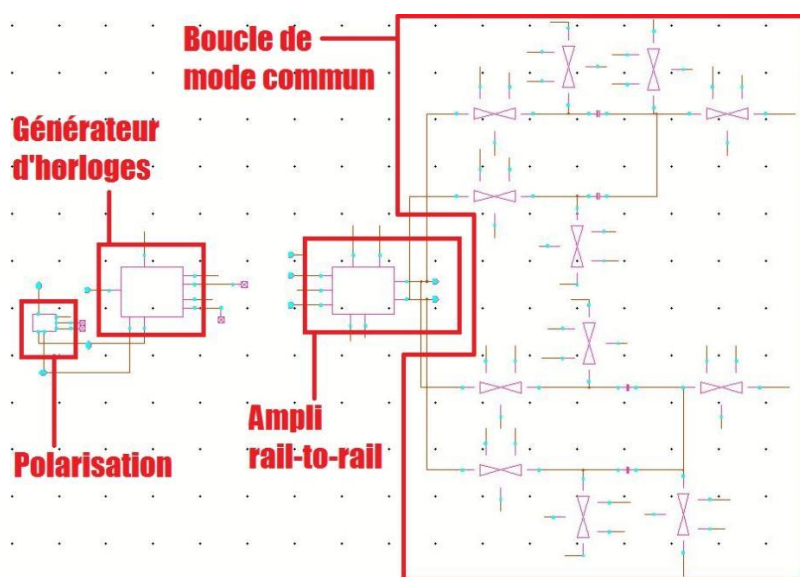 Boucle de
mode commun
Générateur
d'horloges
Ampli
rail-to-rail
Polarisation